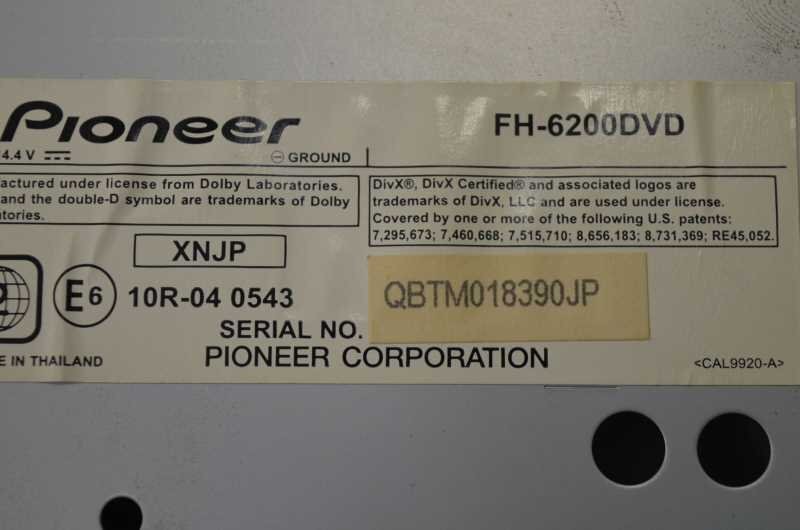 Pioneer
FH-6200DVD
4.4 V
GROUND
actured under license from Dolby Laboratories.
and the double-D symbol are trademarks of Dolby
atories.
DivX®, DivX Certified® and associated logos are
trademarks of DivX, LLC and are used under license.
Covered by one or more of the following U.S. patents:
7,295,673; 7,460,668; 7,515,710; 8,656,183; 8,731,369; RE45,052.
XNJP
2
E6
10R-04 0543
SERIAL NO.
QBTM018390JP
E IN THAILAND
PIONEER CORPORATION
<CAL9920-A>